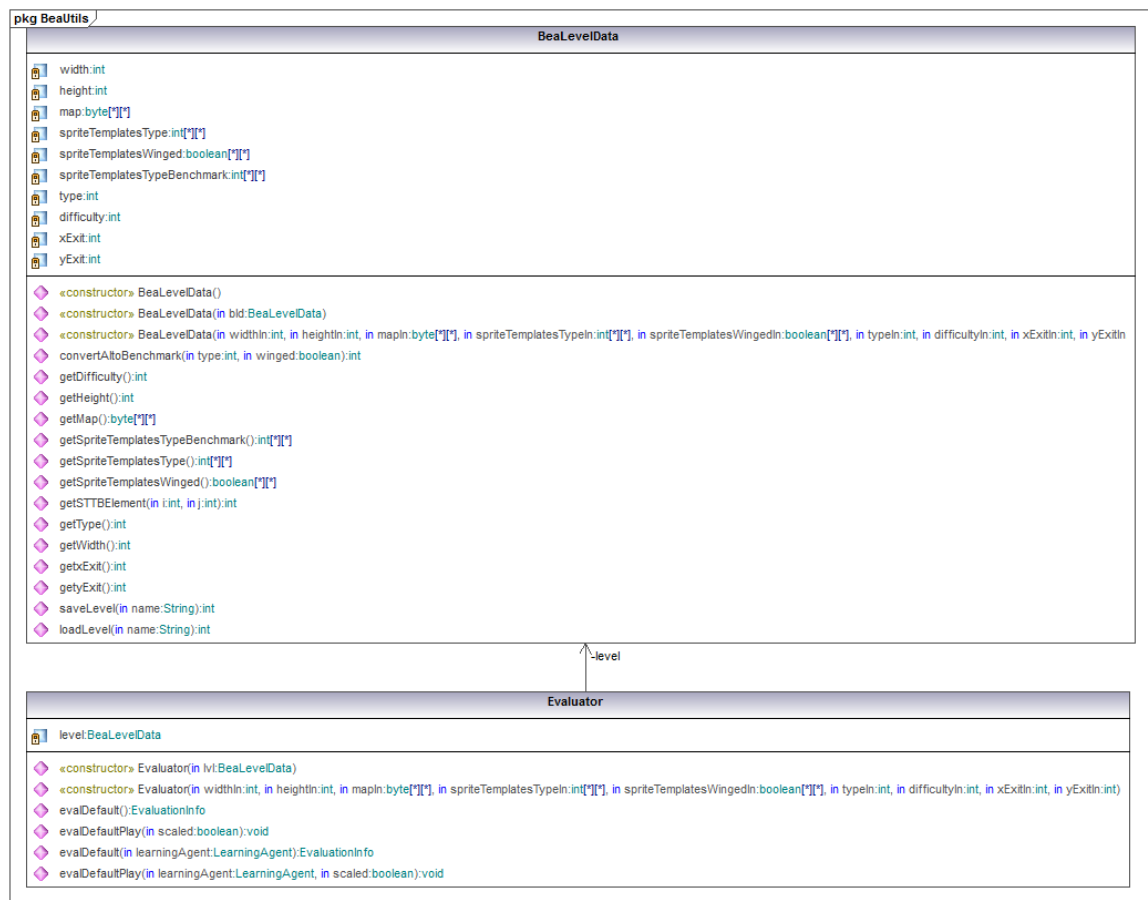 pkg BeaUtils
BeaLevelData
width:int
height:int
map:byte[*][*]
spriteTemplatesType:int[*][*]
spriteTemplatesWinged:boolean[*][*]
spriteTemplatesTypeBenchmark:int[*][*]
type:int
difficulty:int
xExit:int
yExit:int
«constructor» BeaLevelData()
«constructor» BeaLevelData(in bld:BeaLevelData)
«constructor» BeaLevelData(in widthIn:int, in heightIn:int, in mapIn:byte[*][*], in spriteTemplatesTypeIn:int[*][*], in spriteTemplatesWingedIn:boolean[*][*], in typeIn:int, in difficultyIn:int, in xExitIn:int, in yExitIn
convertAltoBenchmark(in type:int, in winged:boolean):int
getDifficulty():int
getHeight():int
getMap():byte[*][*]
getSpriteTemplatesTypeBenchmark():int[*][*]
getSpriteTemplatesType():int[*][*]
getSpriteTemplatesWinged():boolean[*][*]
getSTTBElement(in i:int, in j:int):int
getType():int
getWidth():int
getxExit():int
getyExit():int
saveLevel(in name:String):int
loadLevel(in name:String):int
-level
Evaluator
level:BeaLevelData
«constructor» Evaluator(in lvl:BeaLevelData)
«constructor» Evaluator(in widthIn:int, in heightIn:int, in mapIn:byte[*][*], in spriteTemplatesTypeIn:int[*][*], in spriteTemplatesWingedIn:boolean[*][*], in typeIn:int, in difficultyIn:int, in xExitIn:int, in yExitIn:int)
evalDefault():EvaluationInfo
evalDefaultPlay(in scaled:boolean):void
evalDefault(in learningAgent:LearningAgent):EvaluationInfo
evalDefaultPlay(in learningAgent:LearningAgent, in scaled:boolean):void